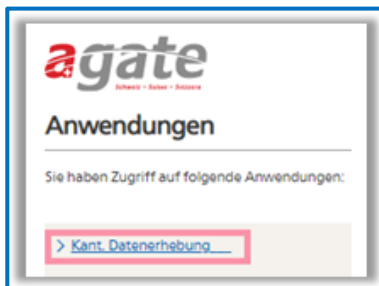 agate
Schweiz - Suisse - Svizzera
Anwendungen
Sie haben Zugriff auf folgende Anwendungen:
> Kant. Datenerhebung